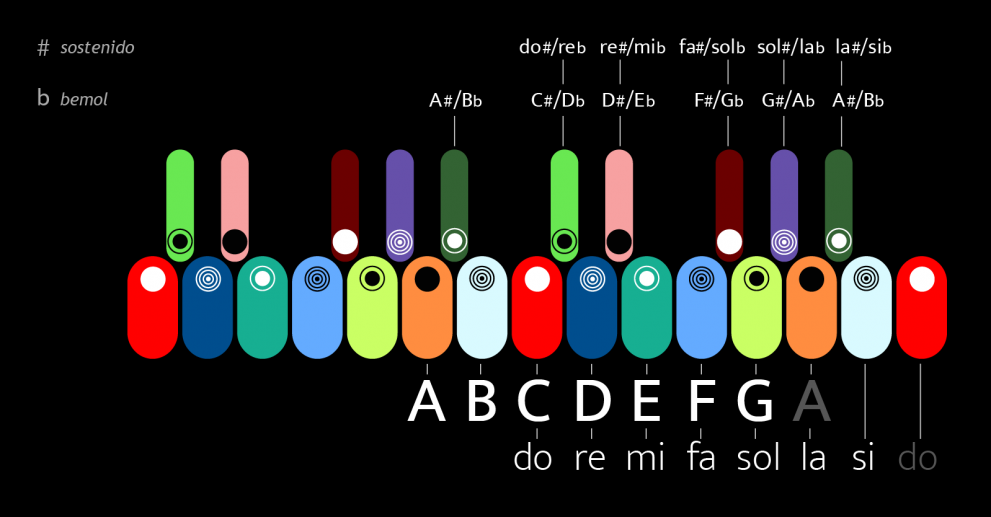 # sostenido do#/reb re#/mib fa#/solb sol#/lab la#/sib
b bemol A#/Bb C#/Db D#/Eb F#/Gb G#/Ab A#/Bb
A B C D E F G A
do re mi fa sol la si do